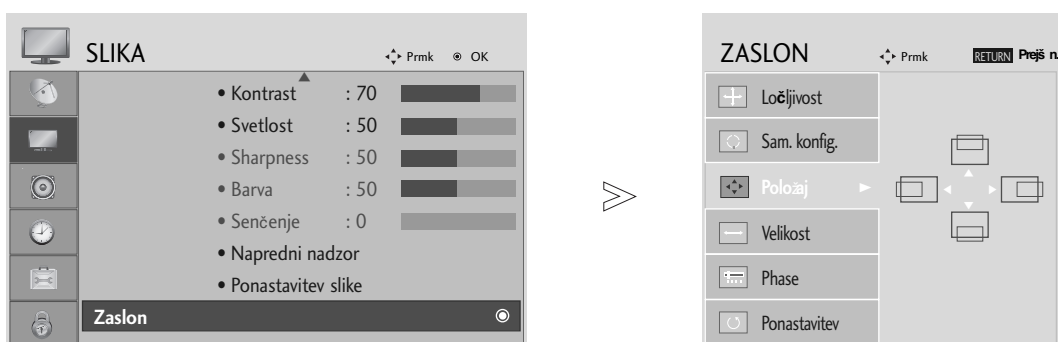 SLIKA
Prmk OK
• Kontrast : 70
• Svetlost : 50
• Sharpness : 50
• Barva : 50
• Senčenje : 0
• Napredni nadzor
• Ponastavitev slike
Zaslon
ZASLON
Prmk RETURN Prejš n.
Ločljivost
Sam. konfig.
Položaj
Velikost
Phase
Ponastavitev